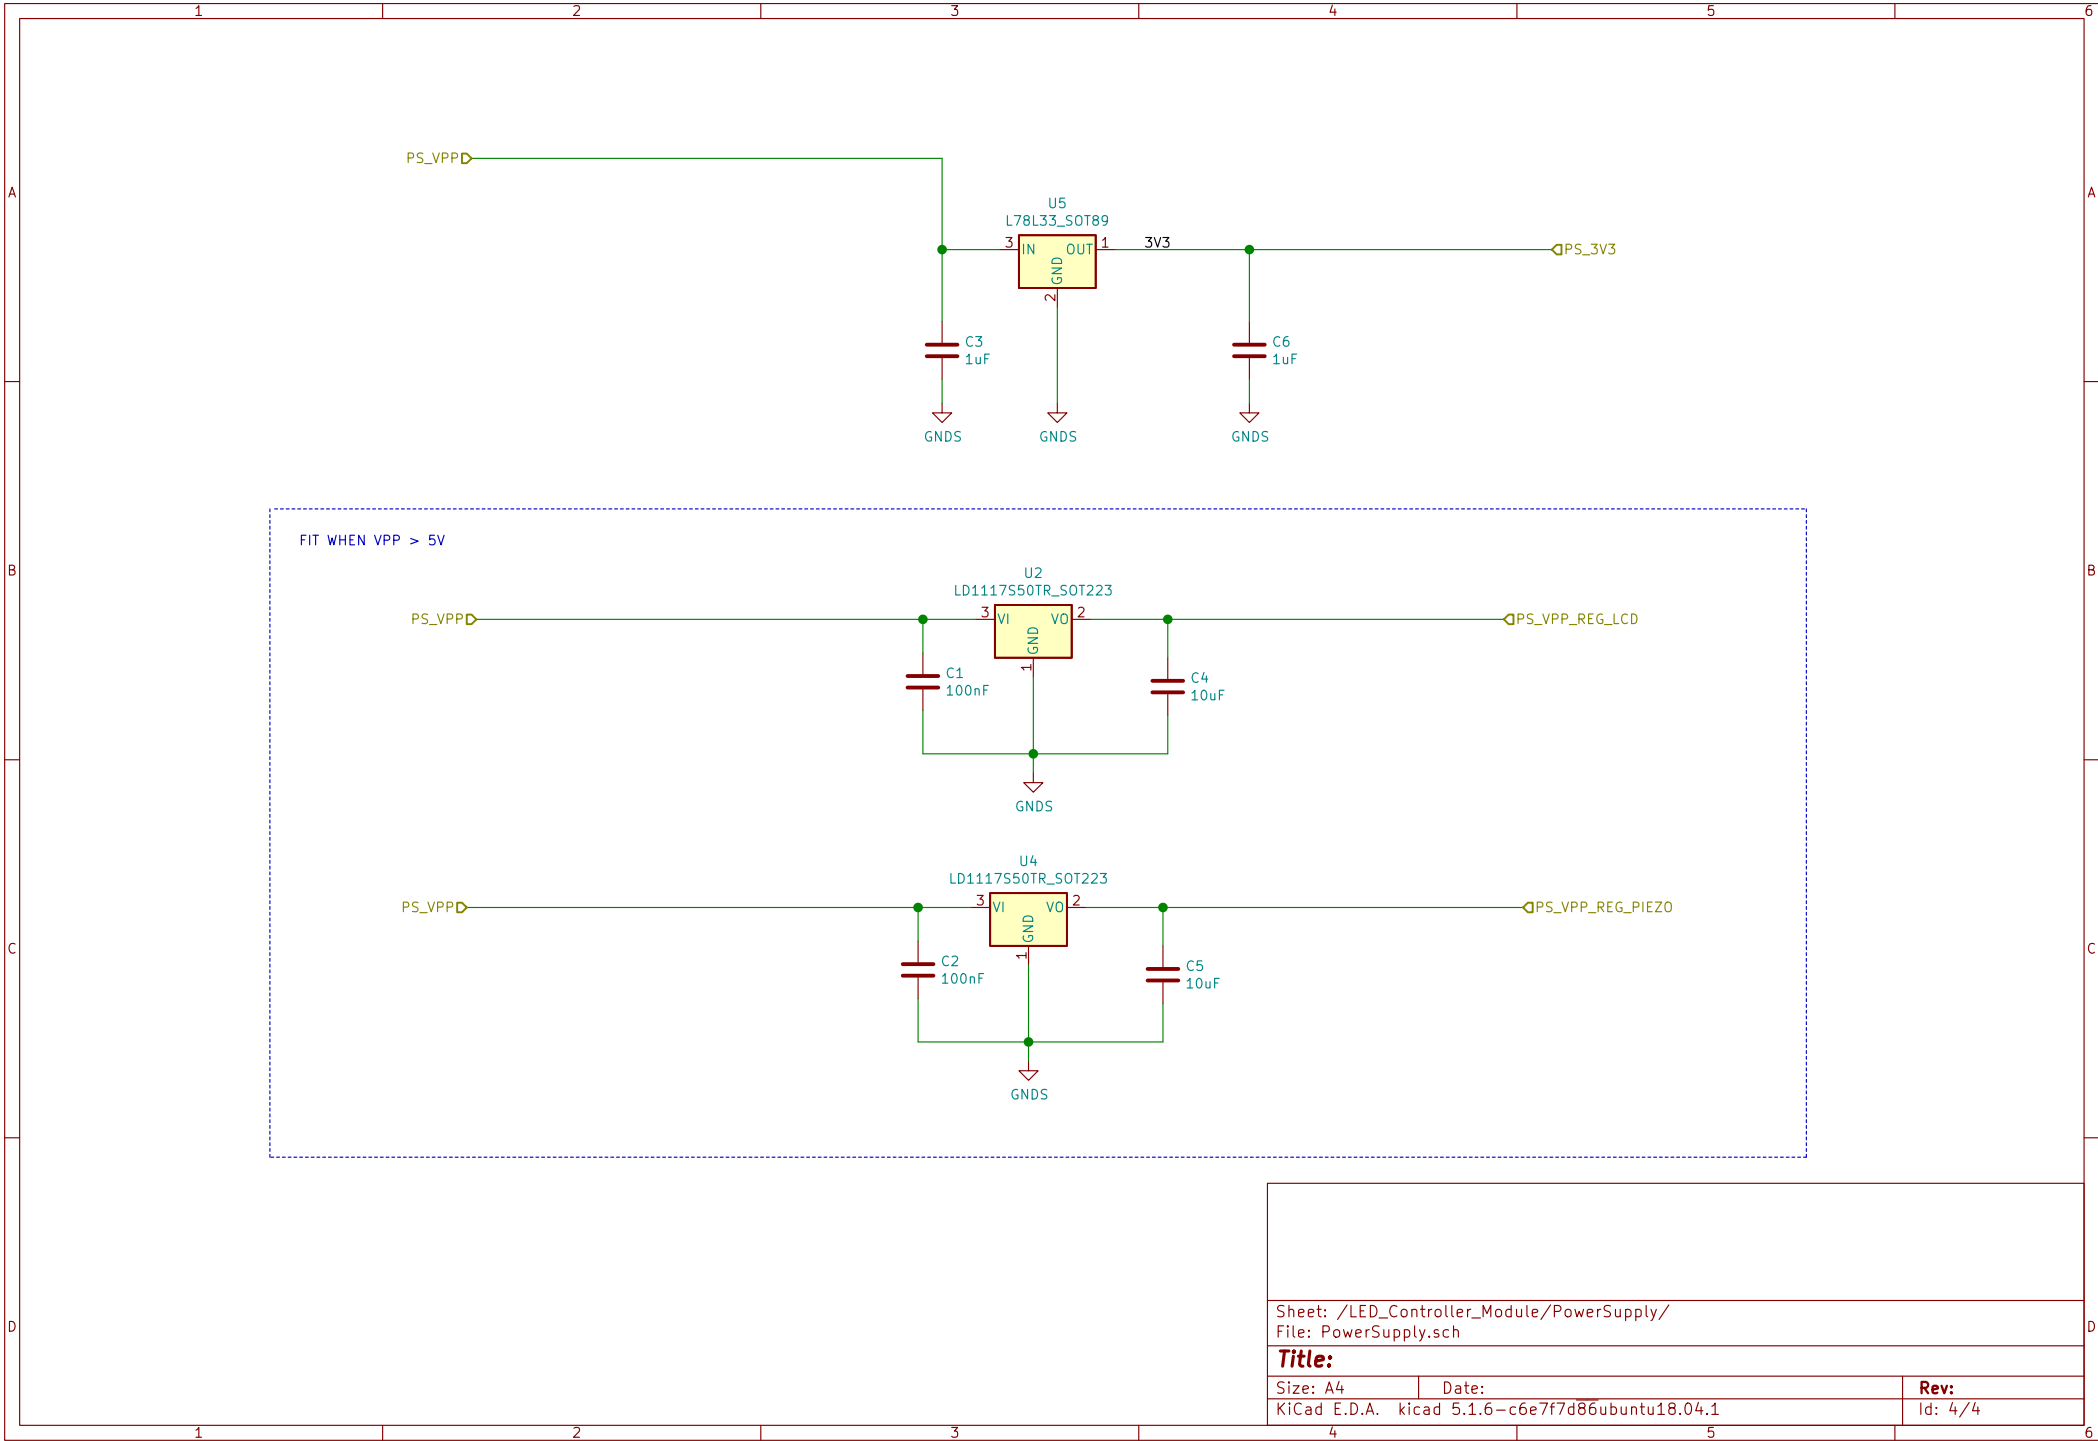 1 2 3 4 5 6
A A
PS_VPP
U5
L78L33_SOT89
3 IN OUT 1 3V3
GND
2
PS_3V3
C3
1uF
C6
1uF
GNDS GNDS GNDS
FIT WHEN VPP > 5V
B B
U2
LD1117S50TR_SOT223
PS_VPP
3 VI VO 2
GND
1
PS_VPP_REG_LCD
C1
100nF
C4
10uF
GNDS
U4
LD1117S50TR_SOT223
PS_VPP
3 VI VO 2
GND
1
PS_VPP_REG_PIEZO
C C
C2
100nF
C5
10uF
GNDS
D D
Sheet: /LED_Controller_Module/PowerSupply/
File: PowerSupply.sch
Title:
Size: A4 Date: Rev:
KiCad E.D.A. kicad 5.1.6-c6e7f7d86ubuntu18.04.1 Id: 4/4
1 2 3 4 5 6